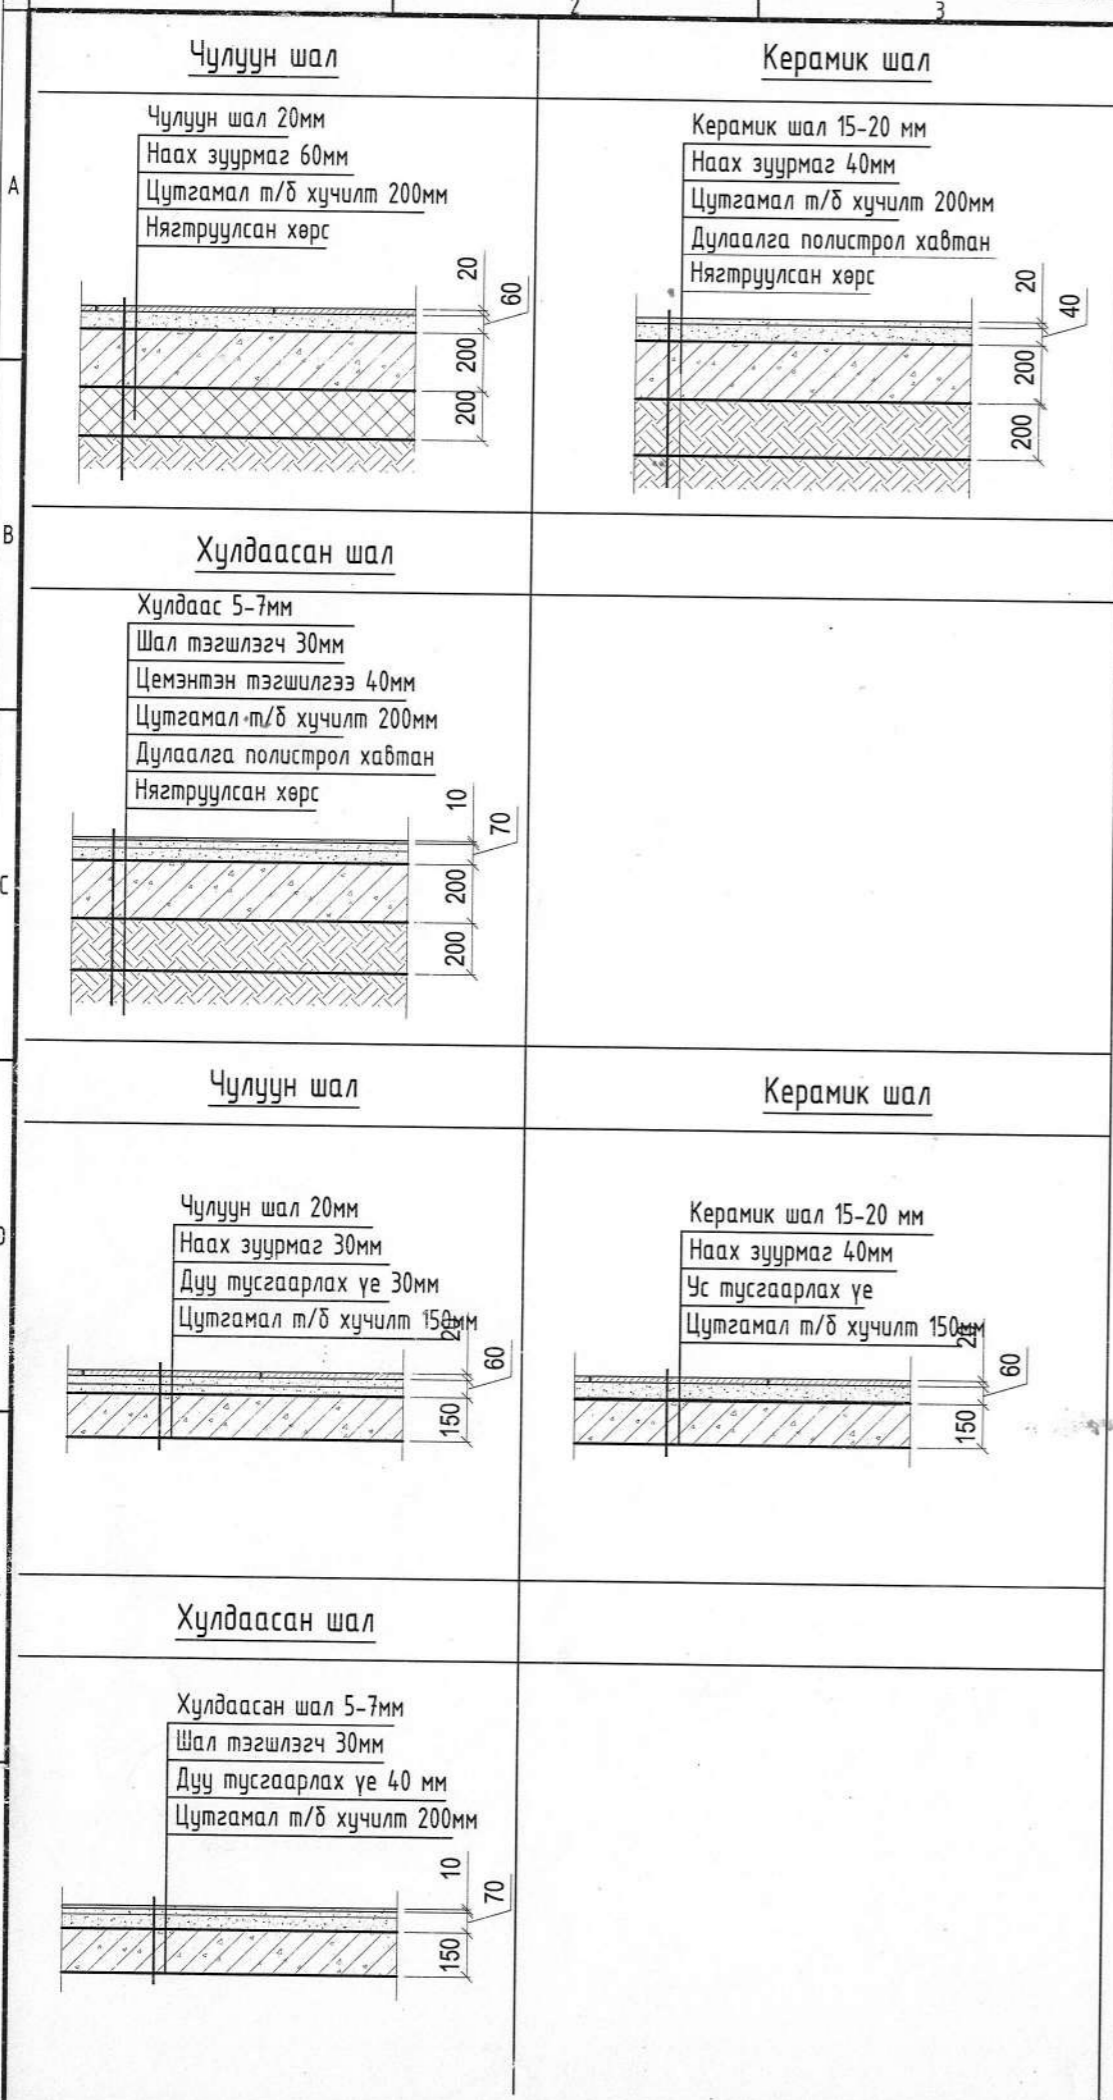 2
3
A
Чулуун шал
Чулуун шал 20мм
Наах зуурмаг 60мм
Цутгамал т/б хучилт 200мм
Нягтруулсан хөрс
20
60
200
200
Керамик шал
Керамик шал 15-20 мм
Наах зуурмаг 40мм
Цутгамал т/б хучилт 200мм
Дулаалга полистрол хавтан
Нягтруулсан хөрс
20
40
200
200
B
Хулдаасан шал
Хулдаас 5-7мм
Шал тэгшлэгч 30мм
Цемэнтэн тэгшилгээ 40мм
Цутгамал т/б хучилт 200мм
Дулаалга полистрол хавтан
Нягтруулсан хөрс
10
70
200
200
C
Чулуун шал
Чулуун шал 20мм
Наах зуурмаг 30мм
Дуу тусгаарлах үе 30мм
Цутгамал т/б хучилт 150мм
20
60
150
Керамик шал
Керамик шал 15-20 мм
Наах зуурмаг 40мм
Ус тусгаарлах үе
Цутгамал т/б хучилт 150мм
20
60
150
Хулдаасан шал
Хулдаасан шал 5-7мм
Шал тэгшлэгч 30мм
Дуу тусгаарлах үе 40 мм
Цутгамал т/б хучилт 200мм
10
70
150